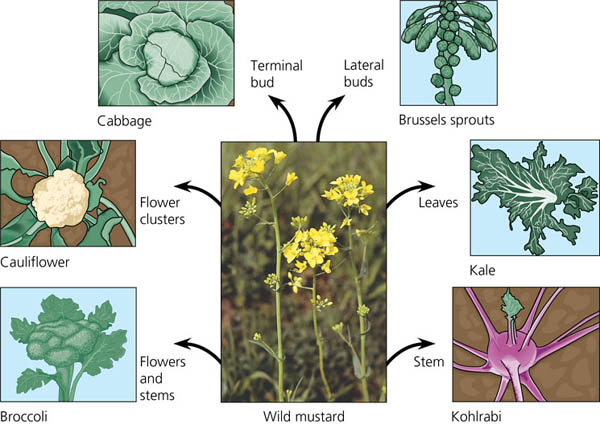 Terminal
bud
Lateral
buds
Cabbage
Brussels sprouts
Flower
clusters
Leaves
Cauliflower
Kale
Flowers
and
stems
Stem
Broccoli
Wild mustard
Kohlrabi